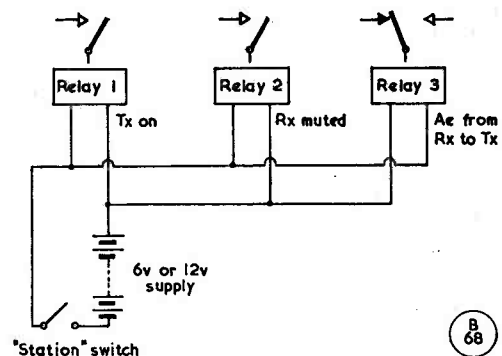 Relay 1
Relay 2
Relay 3
Tx on
Rx muted
Ae from
Rx to Tx
6v or 12v
supply
"Station" switch
B
68